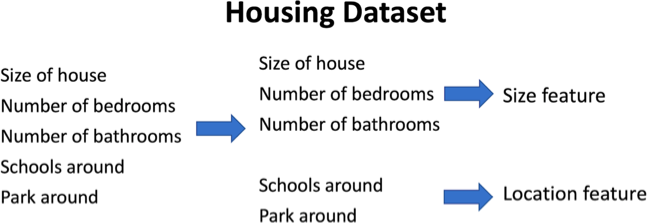 Housing Dataset
Size of house
Number of bedrooms
Number of bathrooms
Schools around
Park around
Size of house
Number of bedrooms
Number of bathrooms
Size feature
Schools around
Park around
Location feature